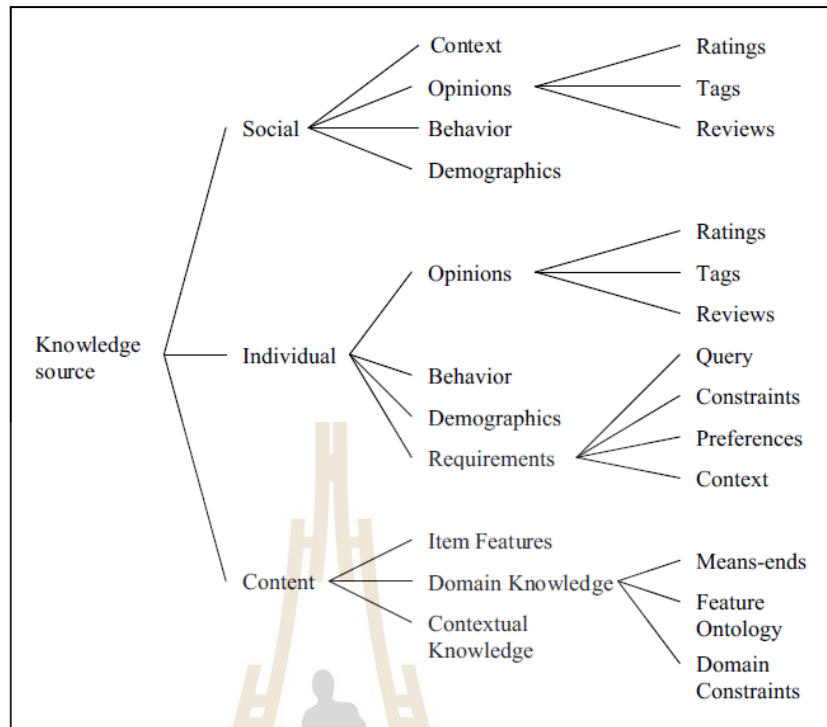 Context
Ratings
Opinions
Tags
Social
Behavior
Reviews
Demographics
Ratings
Opinions
Tags
Reviews
Knowledge
source
Individual
Query
Behavior
Constraints
Demographics
Preferences
Requirements
Context
Item Features
Means-ends
Content
Domain Knowledge
Feature
Ontology
Contextual
Knowledge
Domain
Constraints